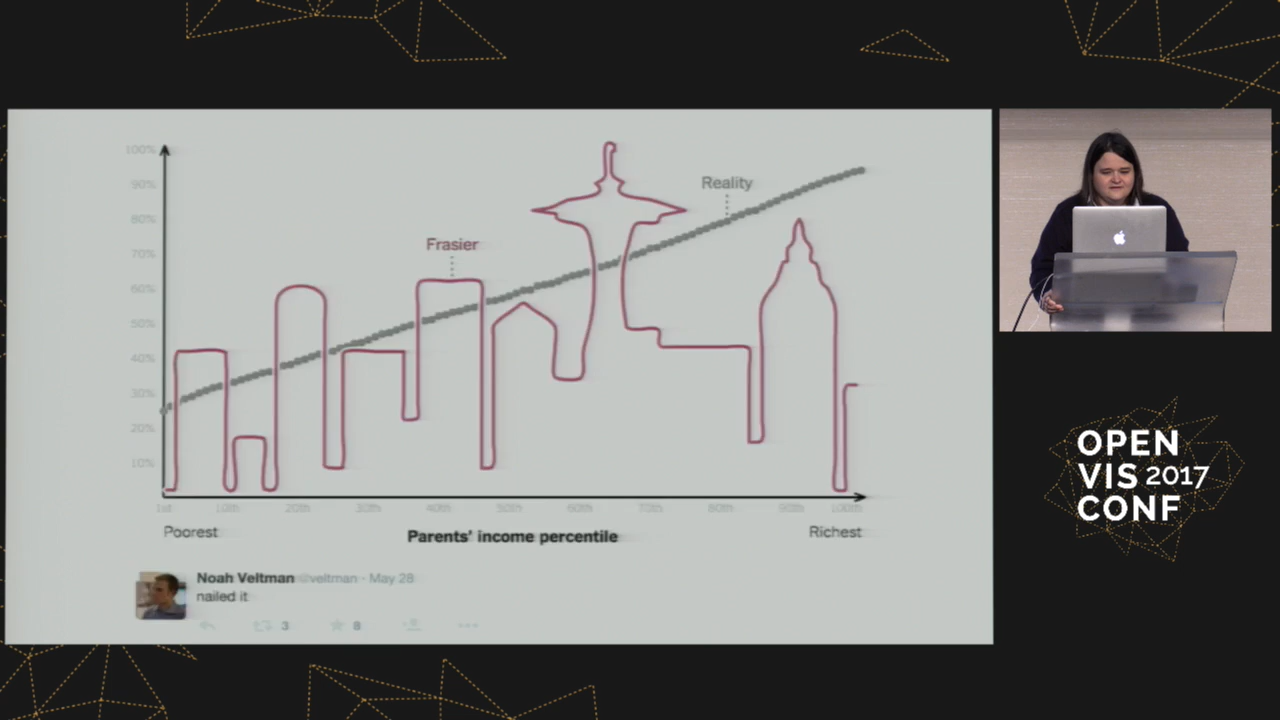 100%
90%
80%
70%
60%
50%
40%
30%
20%
10%
Frasier
Reality
10th 20th 30th 40th 50th 60th 70th 80th 90th 100th
Poorest
Parents' income percentile
Richest
Noah Veltman @veltman · May 28
nailed it
3 8
OPEN
VIS 2017
CONF